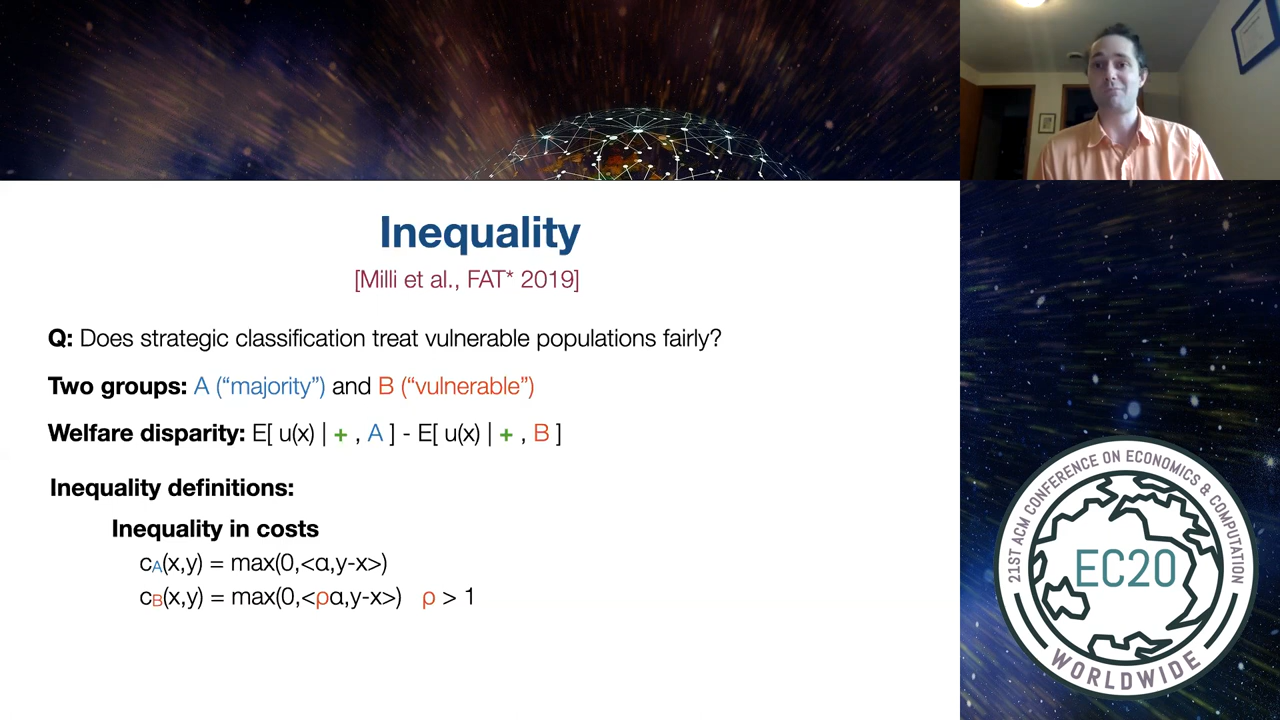 Inequality
[Milli et al., FAT* 2019]
Q: Does strategic classification treat vulnerable populations fairly?
Two groups: A (“majority”) and B (“vulnerable”)
Welfare disparity: E[ u(x) | + , A ] - E[ u(x) | + , B ]
Inequality definitions:
Inequality in costs
cA(x,y) = max(0,<α,y-x>)
cB(x,y) = max(0,<ρα,y-x>) ρ > 1
21ST ACM CONFERENCE ON ECONOMICS & COMPUTATION
EC20
WORLDWIDE